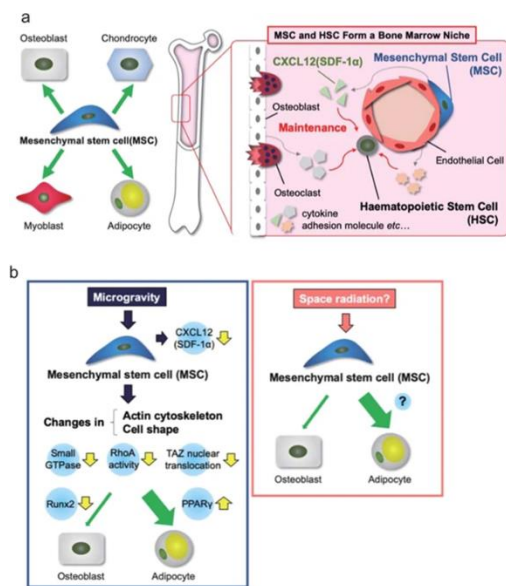 a
Osteoblast
Chondrocyte
Mesenchymal stem cell(MSC)
Myoblast
Adipocyte
MSC and HSC Form a Bone Marrow Niche
CXCL12(SDF-1α)
Mesenchymal Stem Cell
(MSC)
Osteoblast
Maintenance
Endothelial Cell
Osteoclast
Haematopoietic Stem Cell
(HSC)
cytokine
adhesion molecule etc...
b
Microgravity
CXCL12
(SDF-1α)
Mesenchymal stem cell (MSC)
Changes in
Actin cytoskeleton
Cell shape
Small
GTPase
RhoA
activity
TAZ nuclear
translocation
Runx2
PPARγ
Osteoblast
Adipocyte
Space radiation?
Mesenchymal stem cell (MSC)
?
Osteoblast
Adipocyte